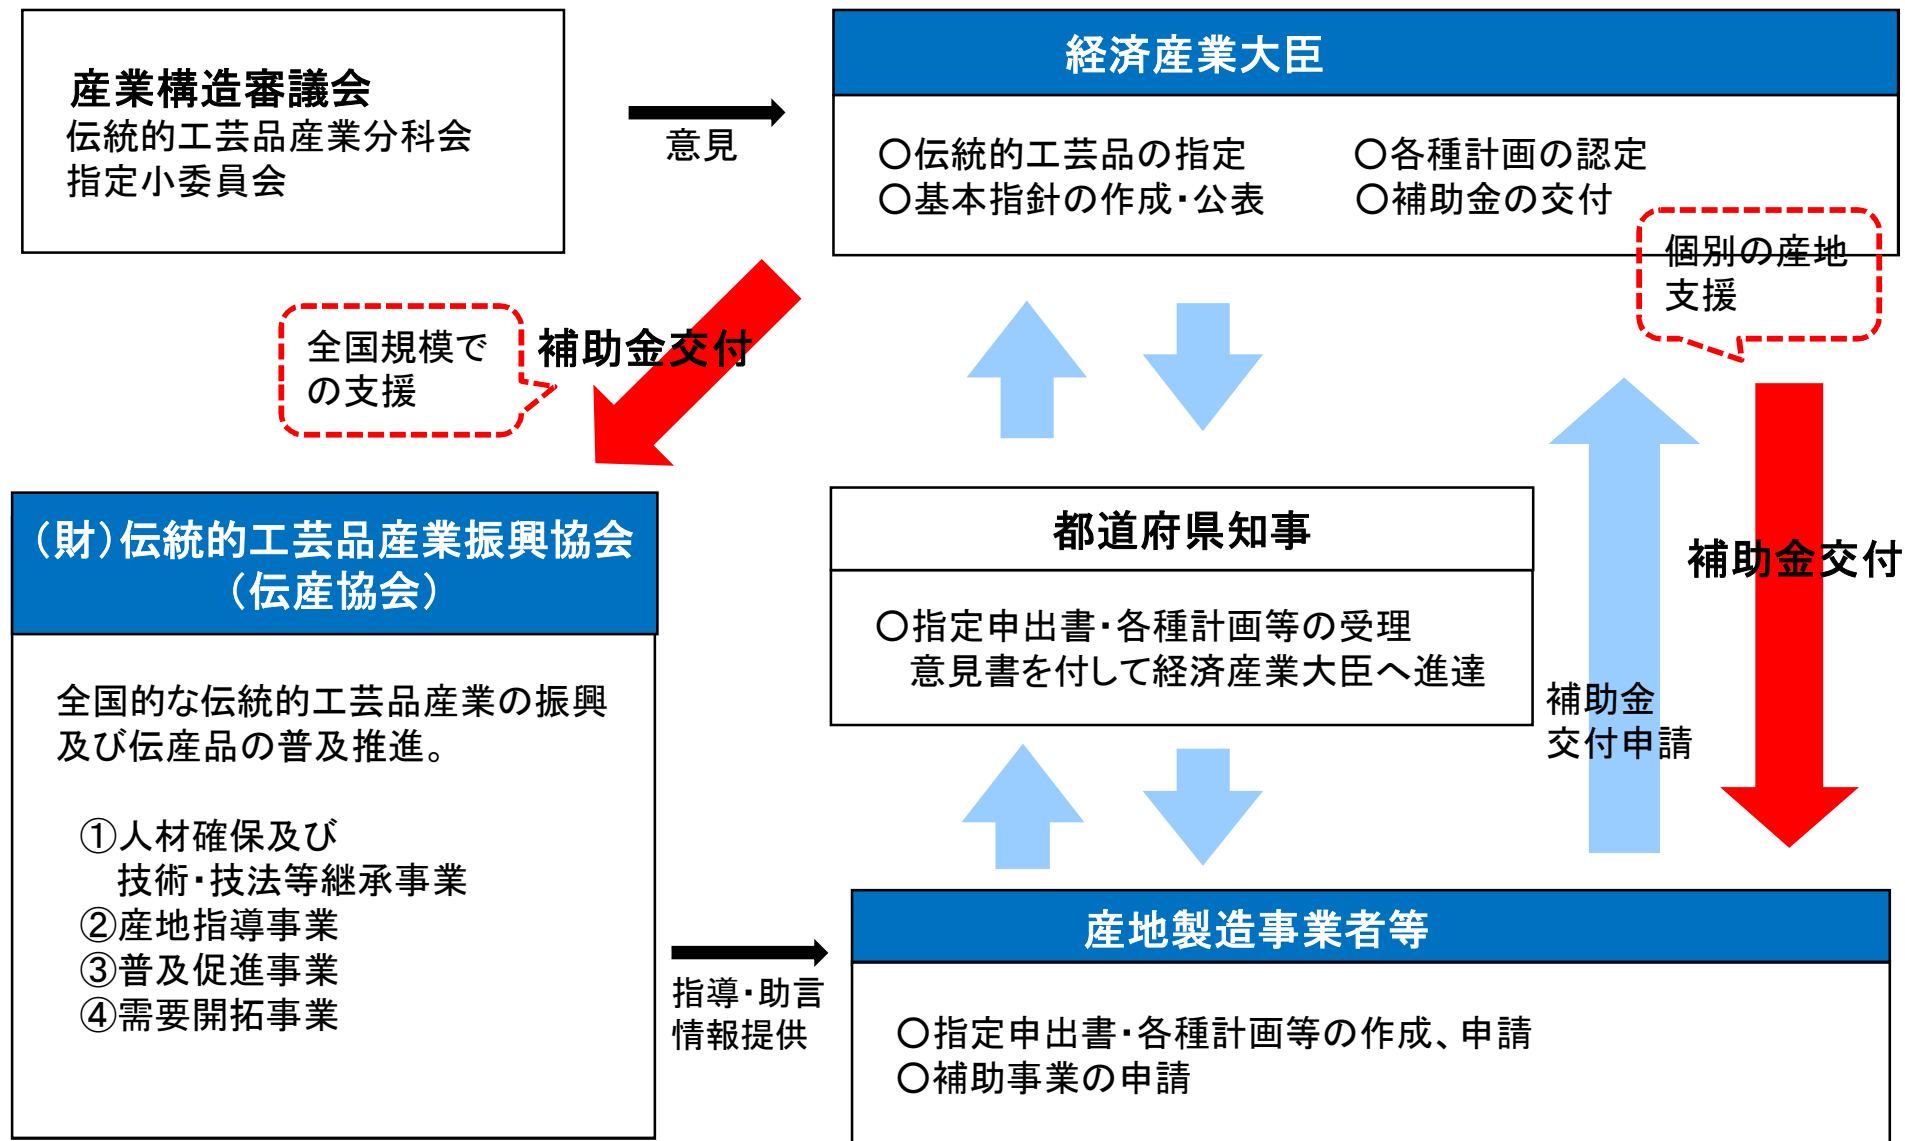 産業構造審議会
伝統的工芸品産業分科会
指定小委員会
意見
経済産業大臣
○伝統的工芸品の指定
○各種計画の認定
○基本指針の作成・公表
○補助金の交付
個別の産地
支援
全国規模で
の支援
補助金交付
(財)伝統的工芸品産業振興協会
(伝産協会)
全国的な伝統的工芸品産業の振興
及び伝産品の普及推進。
①人材確保及び
技術・技法等継承事業
②産地指導事業
③普及促進事業
④需要開拓事業
都道府県知事
○指定申出書・各種計画等の受理
意見書を付して経済産業大臣へ進達
補助金
交付申請
補助金交付
指導・助言
情報提供
産地製造事業者等
○指定申出書・各種計画等の作成、申請
○補助事業の申請